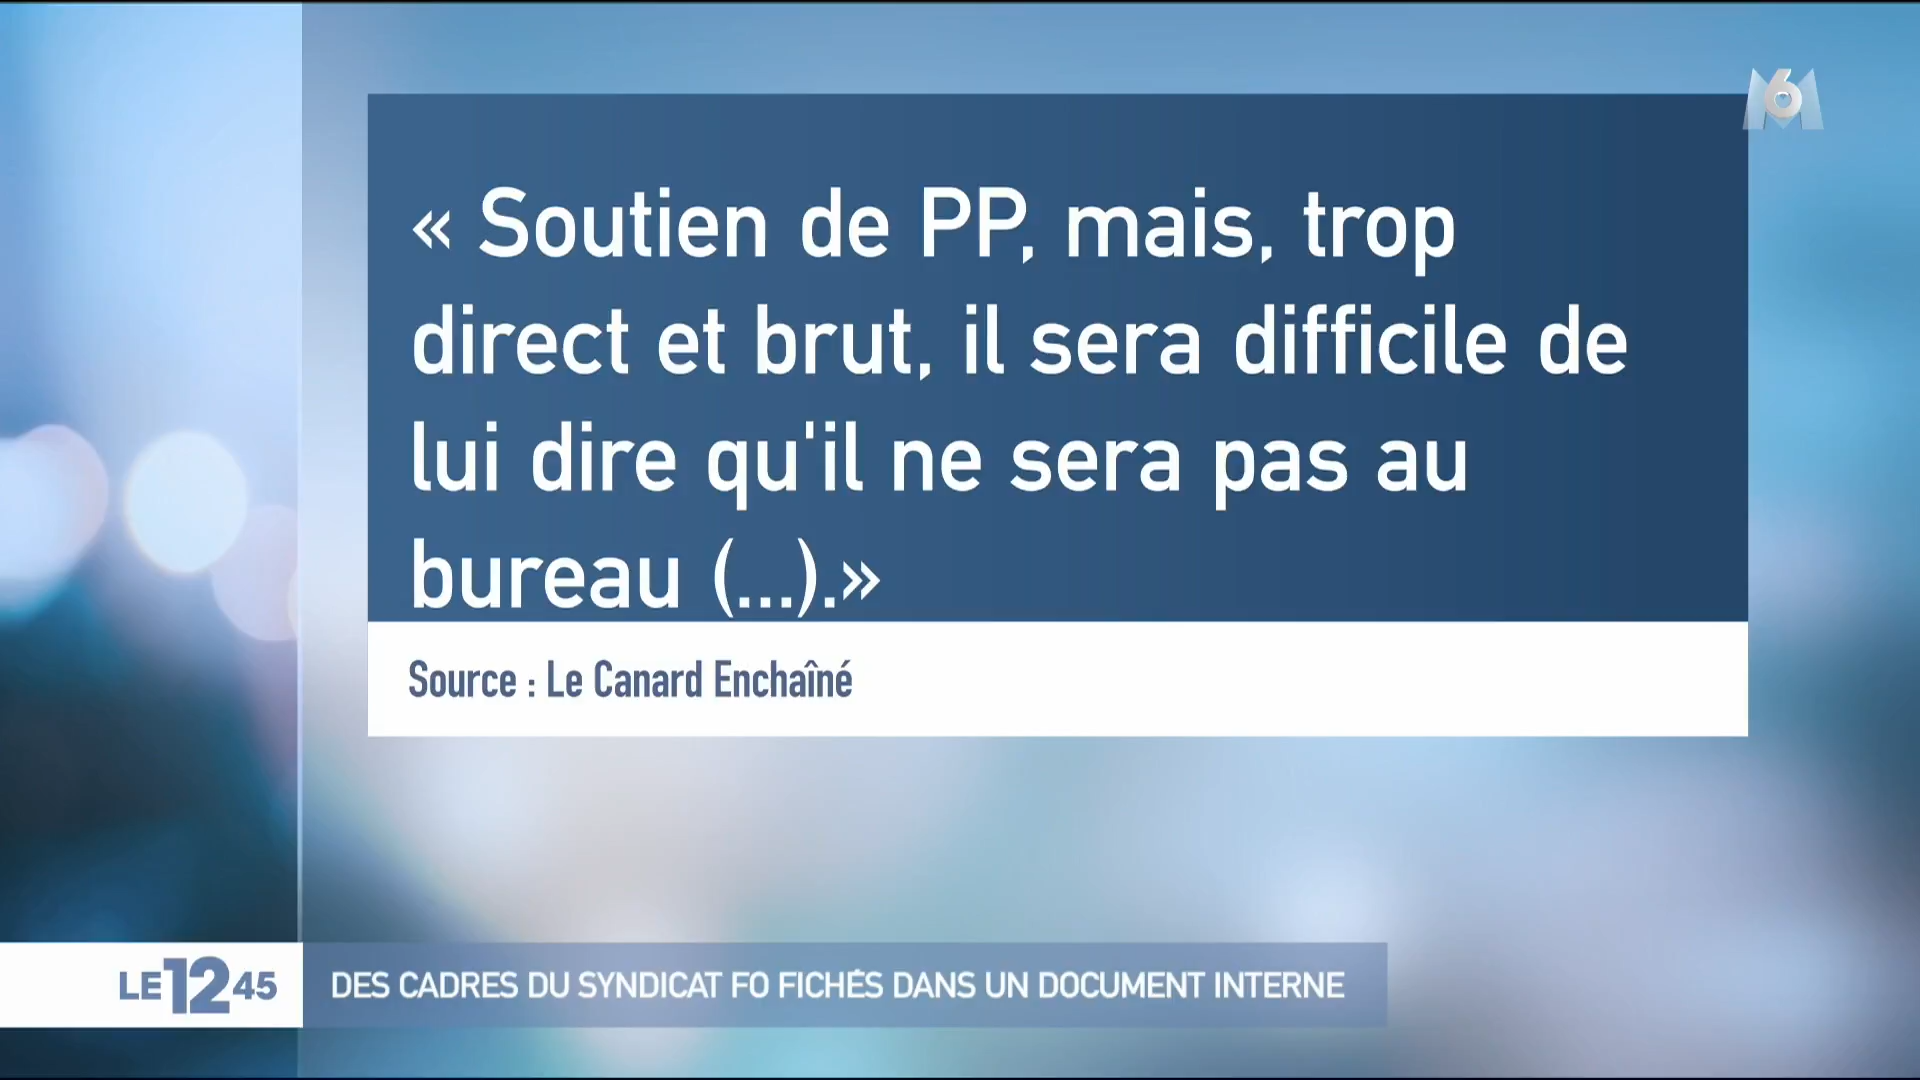 M6
« Soutien de PP, mais, trop
direct et brut, il sera difficile de
lui dire qu'il ne sera pas au
bureau (...).»
Source : Le Canard Enchaîné
LE 12 45
DES CADRES DU SYNDICAT FO FICHÉS DANS UN DOCUMENT INTERNE